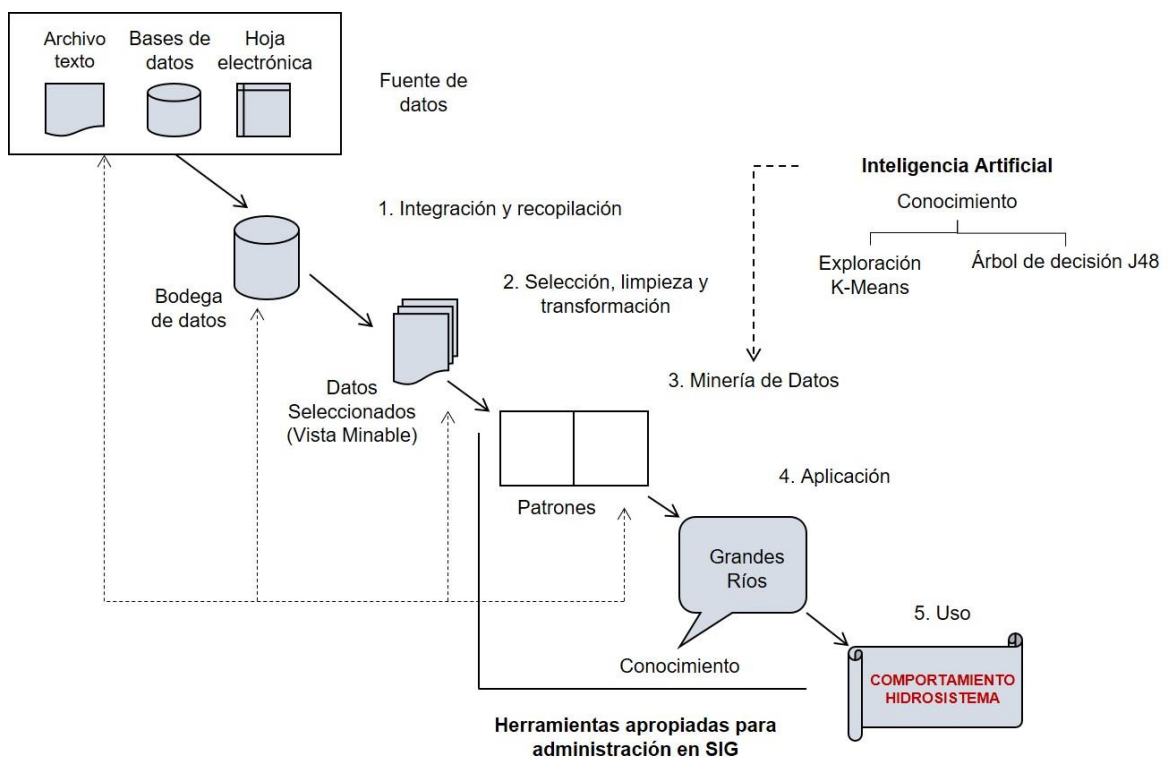 Archivo
texto
Bases de
datos
Hoja
electrónica
Fuente de
datos
Inteligencia Artificial
Conocimiento
Exploración
K-Means
Árbol de decisión J48
1. Integración y recopilación
Bodega
de datos
2. Selección, limpieza y
transformación
Datos
Seleccionados
(Vista Minable)
3. Minería de Datos
Patrones
4. Aplicación
Grandes
Ríos
Conocimiento
5. Uso
COMPORTAMIENTO
HIDROSISTEMA
Herramientas apropiadas para
administración en SIG